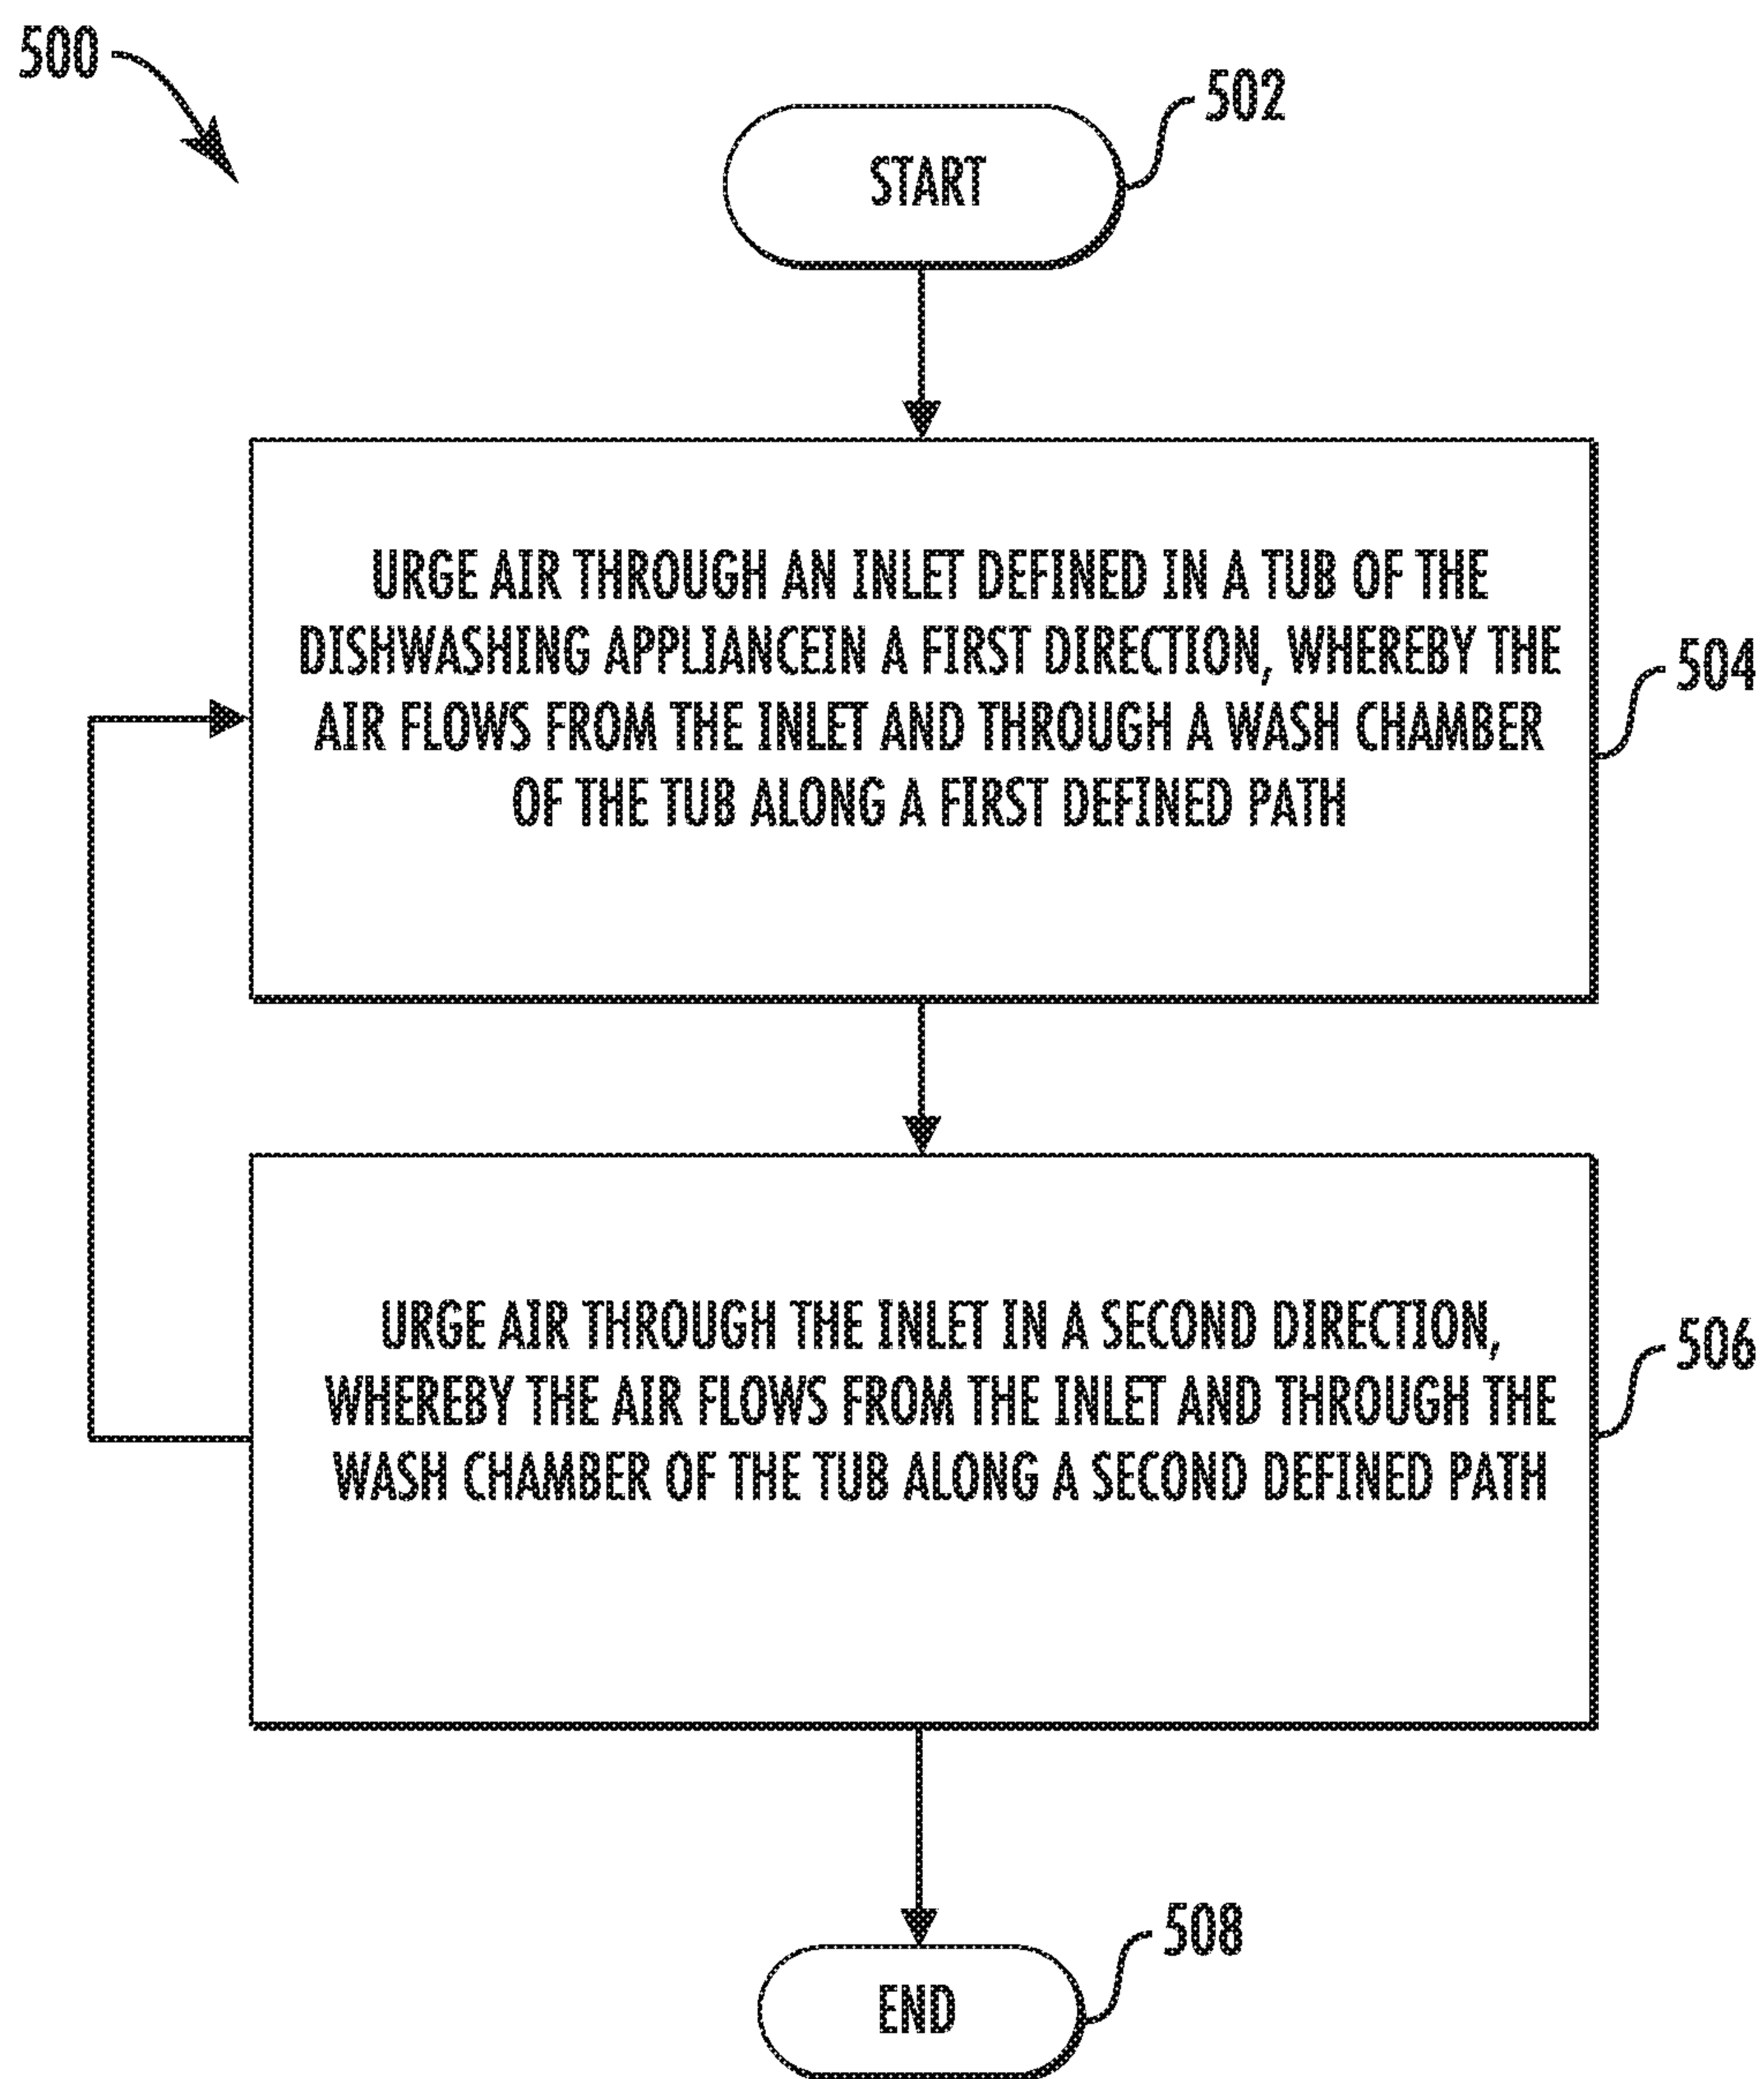 500
502
START
URGE AIR THROUGH AN INLET DEFINED IN A TUB OF THE
DISHWASHING APPLIANCEIN A FIRST DIRECTION, WHEREBY THE
AIR FLOWS FROM THE INLET AND THROUGH A WASH CHAMBER
OF THE TUB ALONG A FIRST DEFINED PATH
504
URGE AIR THROUGH THE INLET IN A SECOND DIRECTION,
WHEREBY THE AIR FLOWS FROM THE INLET AND THROUGH THE
WASH CHAMBER OF THE TUB ALONG A SECOND DEFINED PATH
506
508
END